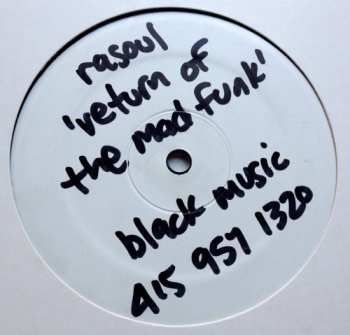 rasoul
'return of
the mad funk'
black music
415 957 1320